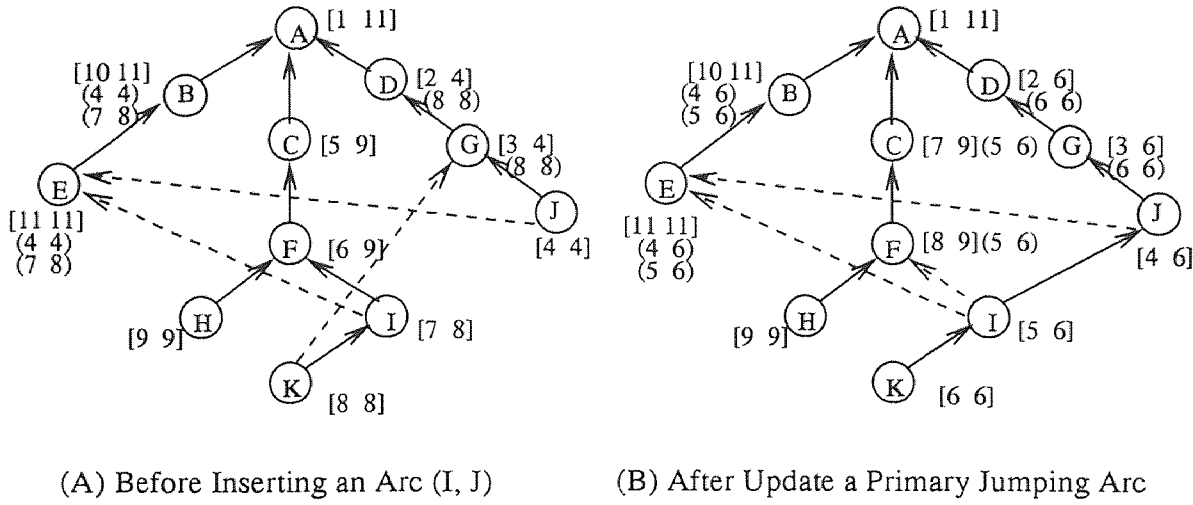 A [1 11]
[10 11]
(4 4)
(7 8)
B
D [2 4]
(8 8)
C [5 9]
G [3 4]
(8 8)
E
[11 11]
(4 4)
(7 8)
J
[4 4]
F [6 9]
H
[9 9]
I [7 8]
K
[8 8]
(A) Before Inserting an Arc (I, J)
A [1 11]
[10 11]
(4 6)
(5 6)
B
D [2 6]
(6 6)
C [7 9](5 6)
G [3 6]
(6 6)
E
[11 11]
(4 6)
(5 6)
J
[4 6]
F [8 9](5 6)
H
[9 9]
I [5 6]
K
[6 6]
(B) After Update a Primary Jumping Arc